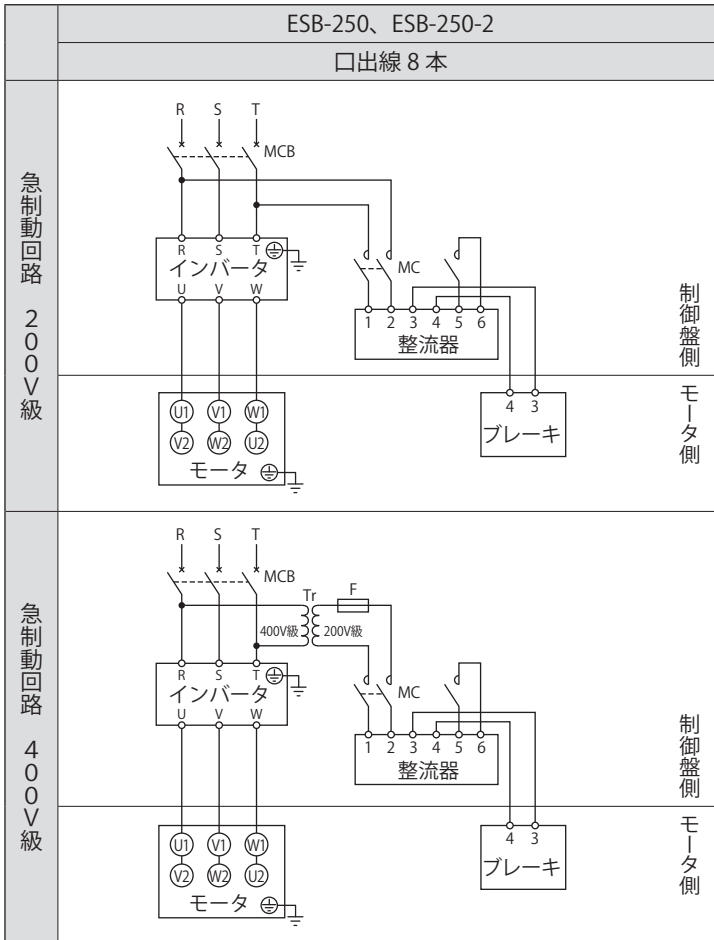 ESB-250、ESB-250-2
口出線 8 本
急制動回路 200V級
R S T
MCB
R S T
インバータ
U V W
MC
1 2 3 4 5 6
整流器
制御盤側
モータ側
U1 V1 W1
V2 W2 U2
モータ
4 3
ブレーキ
急制動回路 400V級
R S T
MCB
Tr F
400V級 200V級
R S T
インバータ
U V W
MC
1 2 3 4 5 6
整流器
制御盤側
モータ側
U1 V1 W1
V2 W2 U2
モータ
4 3
ブレーキ